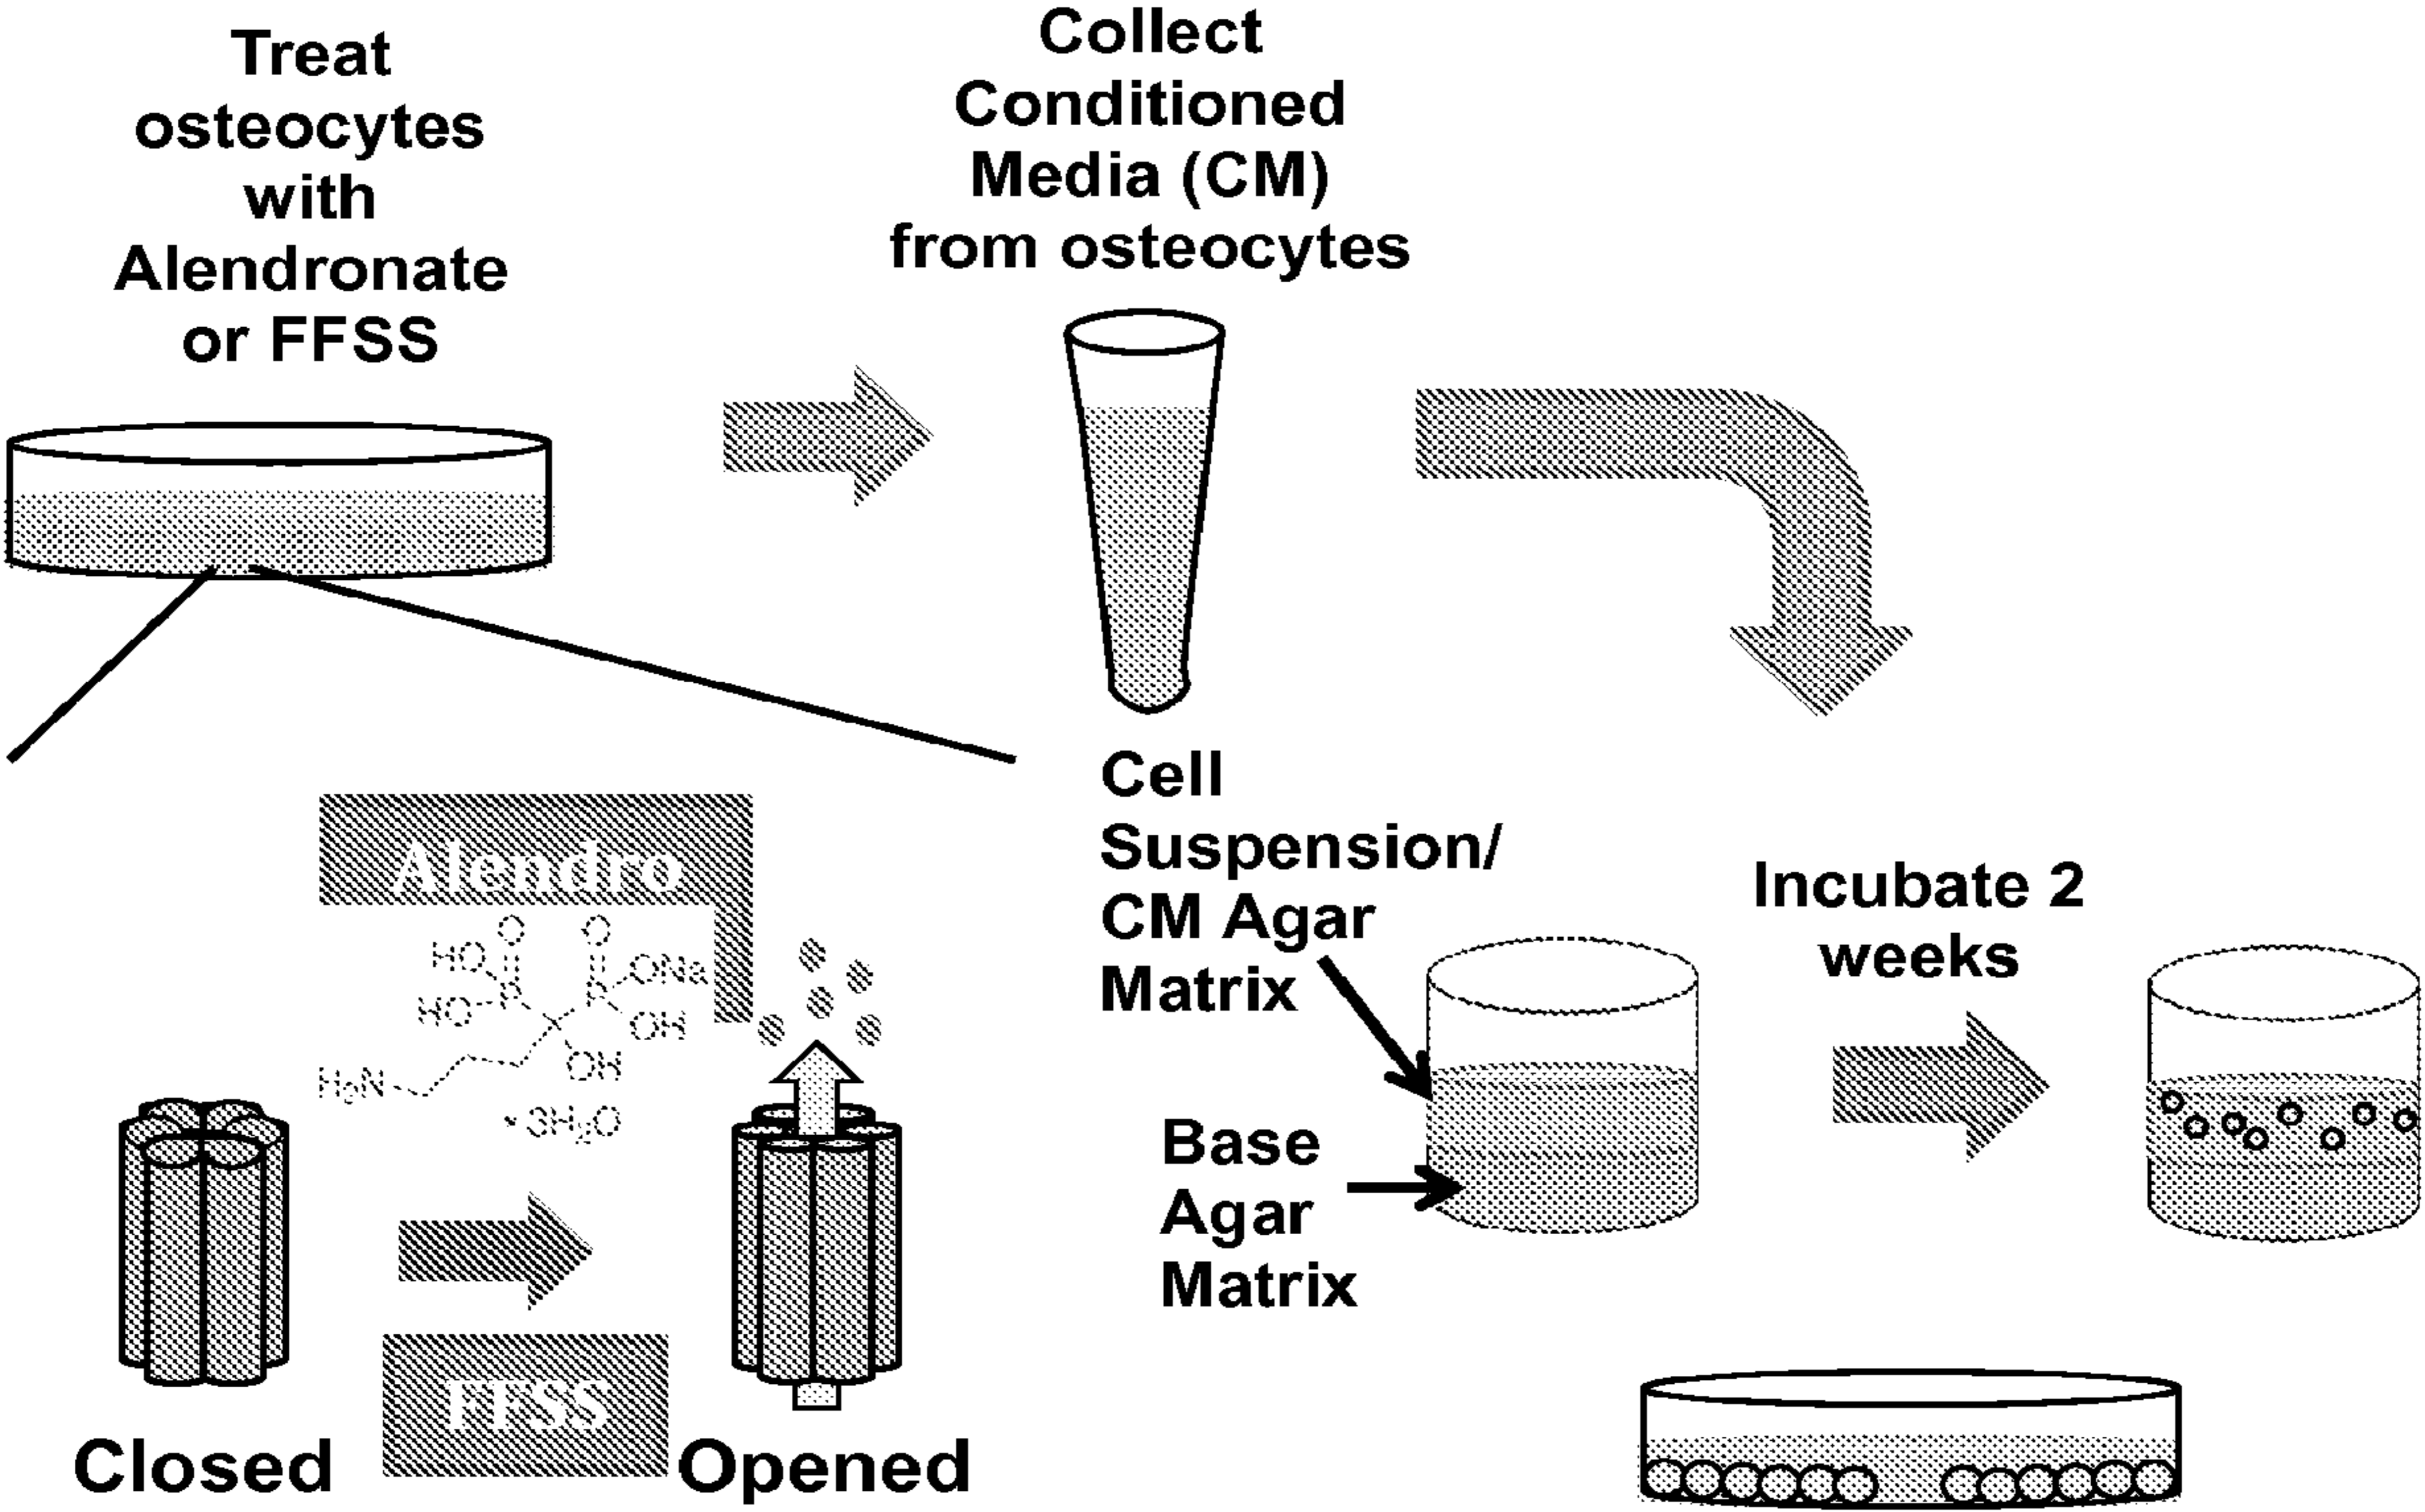 Treat
osteocytes
with
Alendronate
or FFSS
Collect
Conditioned
Media (CM)
from osteocytes
Alendro
HO
O
O
ONa
HO
P
P
OH
OH
H₂N
• 3H₂O
FFSS
Closed
Opened
Cell
Suspension/
CM Agar
Matrix
Base
Agar
Matrix
Incubate 2
weeks